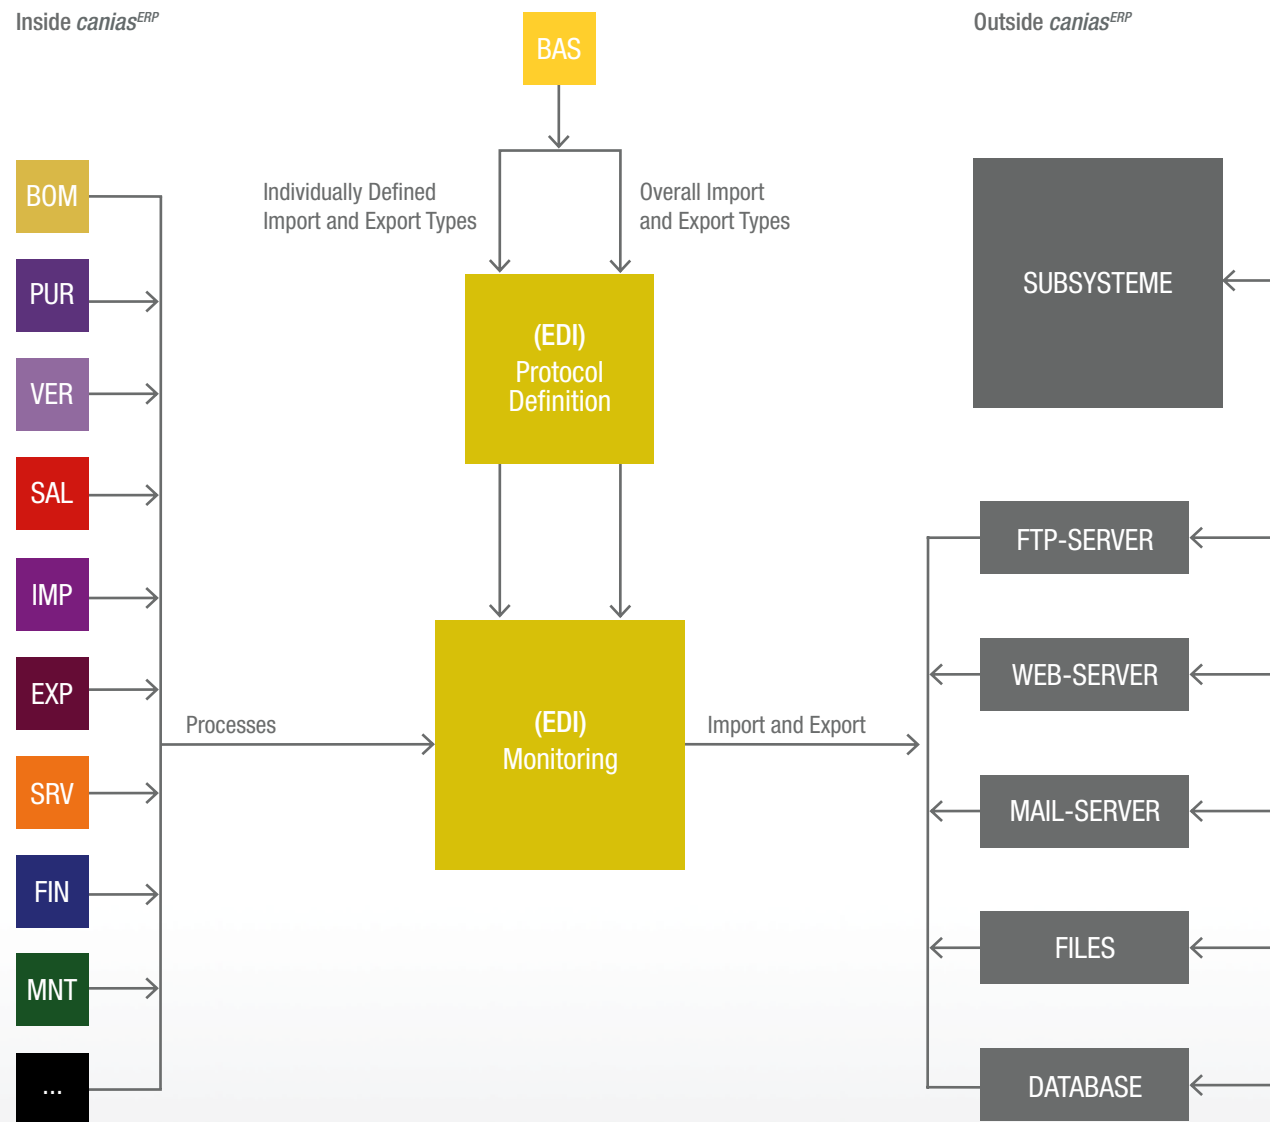 Inside caniasERP
Outside caniasERP
BAS
Individually Defined
Import and Export Types
Overall Import
and Export Types
BOM
PUR
VER
SAL
IMP
EXP
SRV
FIN
MNT
...
(EDI)
Protocol
Definition
Processes
(EDI)
Monitoring
Import and Export
SUBSYSTEME
FTP-SERVER
WEB-SERVER
MAIL-SERVER
FILES
DATABASE